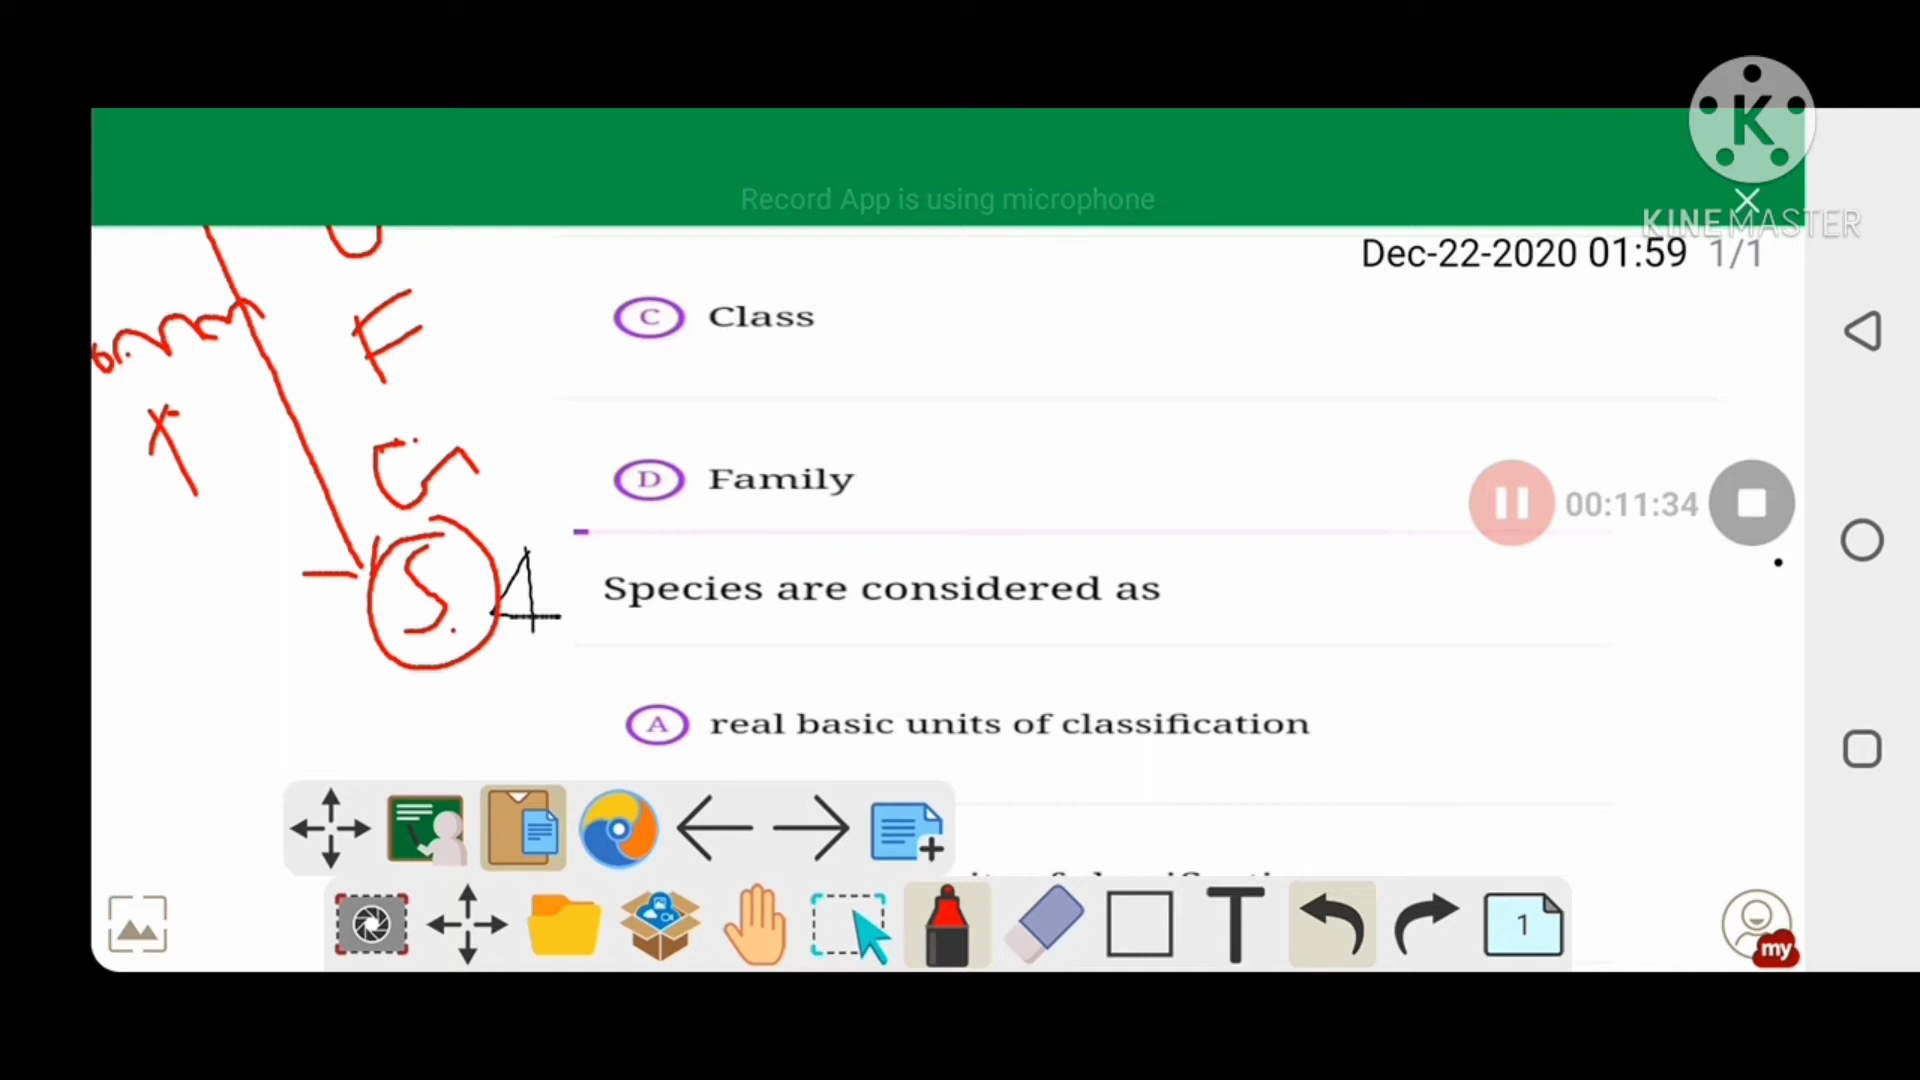 K
Record App is using microphone
KINEMASTER
Dec-22-2020 01:59 1/1
C Class
F
D Family
G
00:11:34
S. 4
Species are considered as
A real basic units of classification
T
1
my